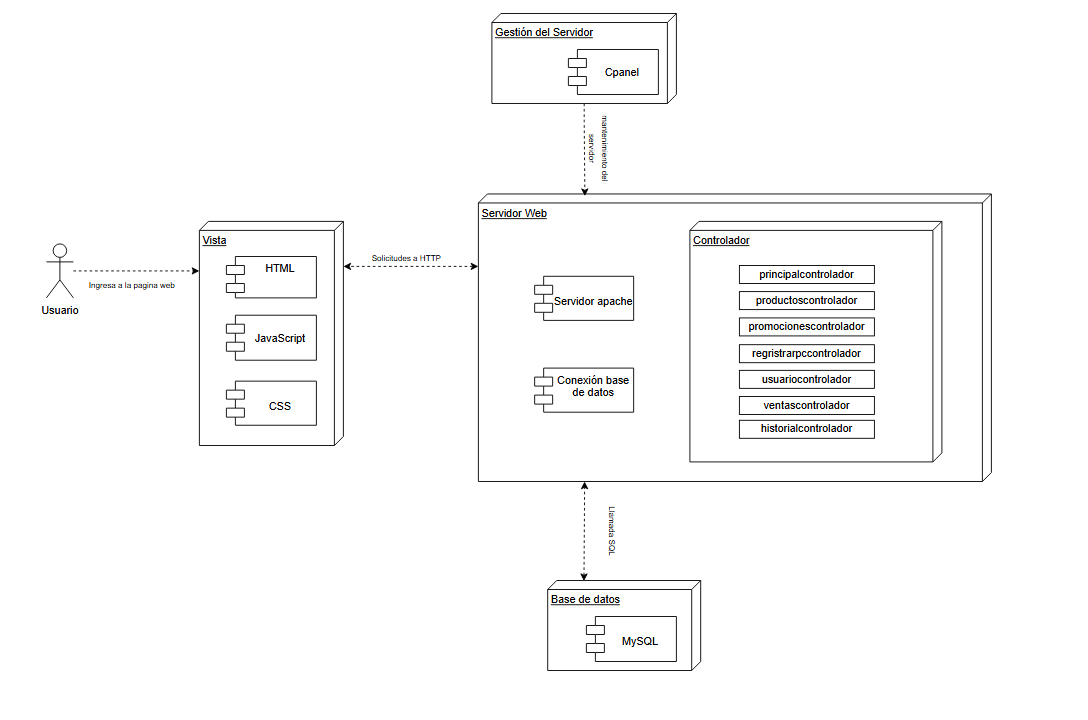 Gestión del Servidor
Cpanel
mantenimiento del
servidor
Servidor Web
Controlador
Vista
HTML
JavaScript
CSS
Usuario
Ingresa a la pagina web
Solicitudes a HTTP
Servidor apache
Conexión base
de datos
principalcontrolador
productoscontrolador
promocionescontrolador
regristrarpccontrolador
usuariocontrolador
ventascontrolador
historialcontrolador
Llamada SQL
Base de datos
MySQL